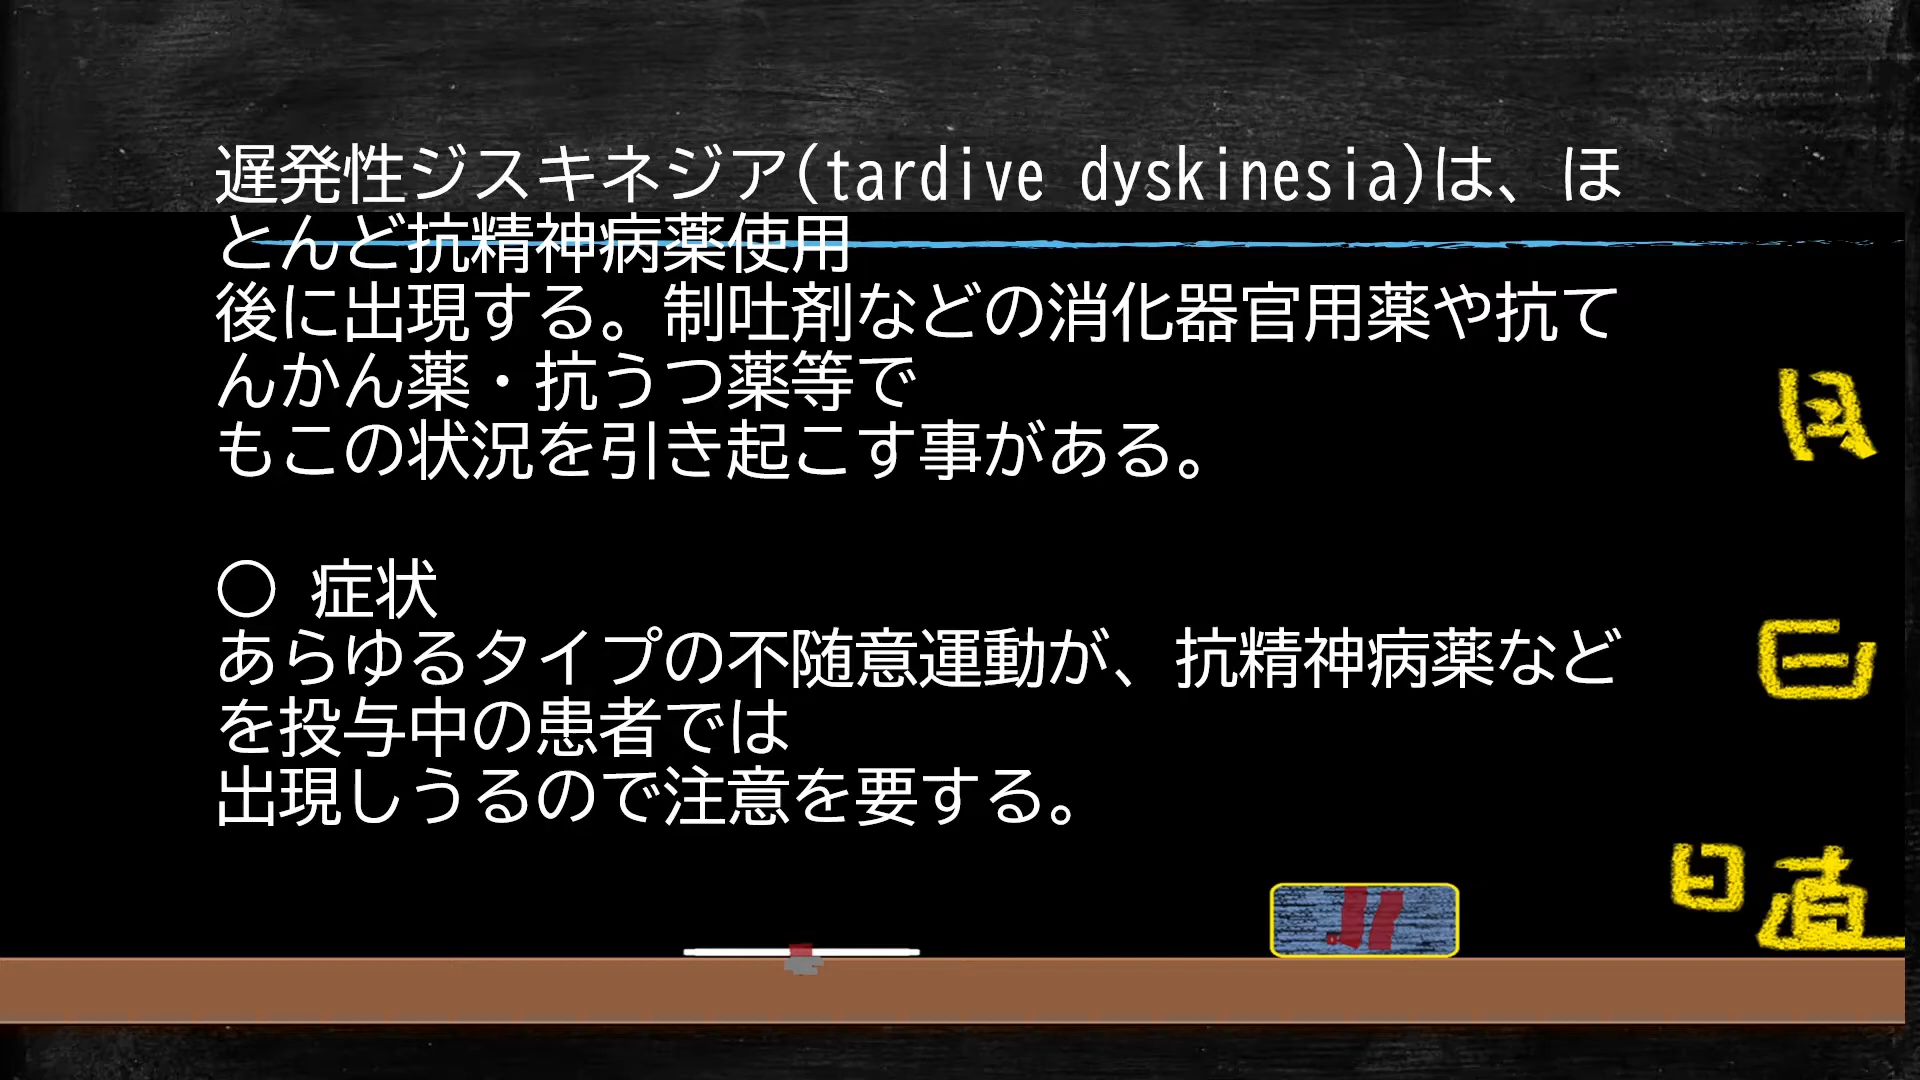 遅発性ジスキネジア(tardive dyskinesia)は、ほ
とんど抗精神病薬使用
後に出現する。制吐剤などの消化器官用薬や抗て
んかん薬・抗うつ薬等で
もこの状況を引き起こす事がある。
〇 症状
あらゆるタイプの不随意運動が、抗精神病薬など
を投与中の患者では
出現しうるので注意を要する。